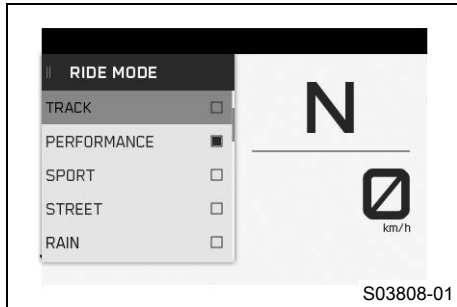 RIDE MODE
TRACK
PERFORMANCE
SPORT
STREET
RAIN
N
0
km/h
S03808-01